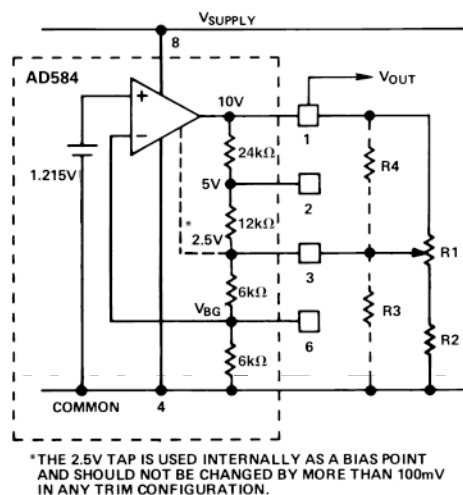 VSUPPLY
8
AD584
VOUT
10V
+
−
1
24kΩ
R4
1.215V
5V
2
12kΩ
*
2.5V
3
R1
6kΩ
VBG
R3
6
R2
6kΩ
COMMON
4
*THE 2.5V TAP IS USED INTERNALLY AS A BIAS POINT
AND SHOULD NOT BE CHANGED BY MORE THAN 100mV
IN ANY TRIM CONFIGURATION.